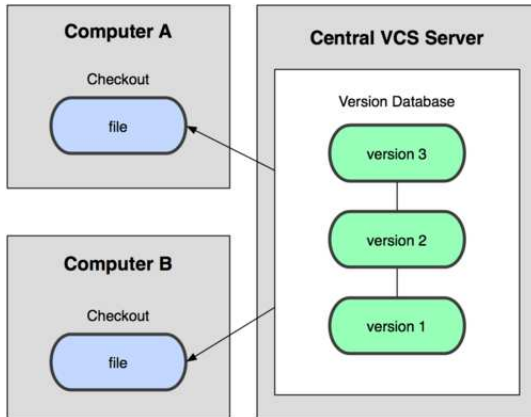 Computer A
Checkout
file
Computer B
Checkout
file
Central VCS Server
Version Database
version 3
version 2
version 1